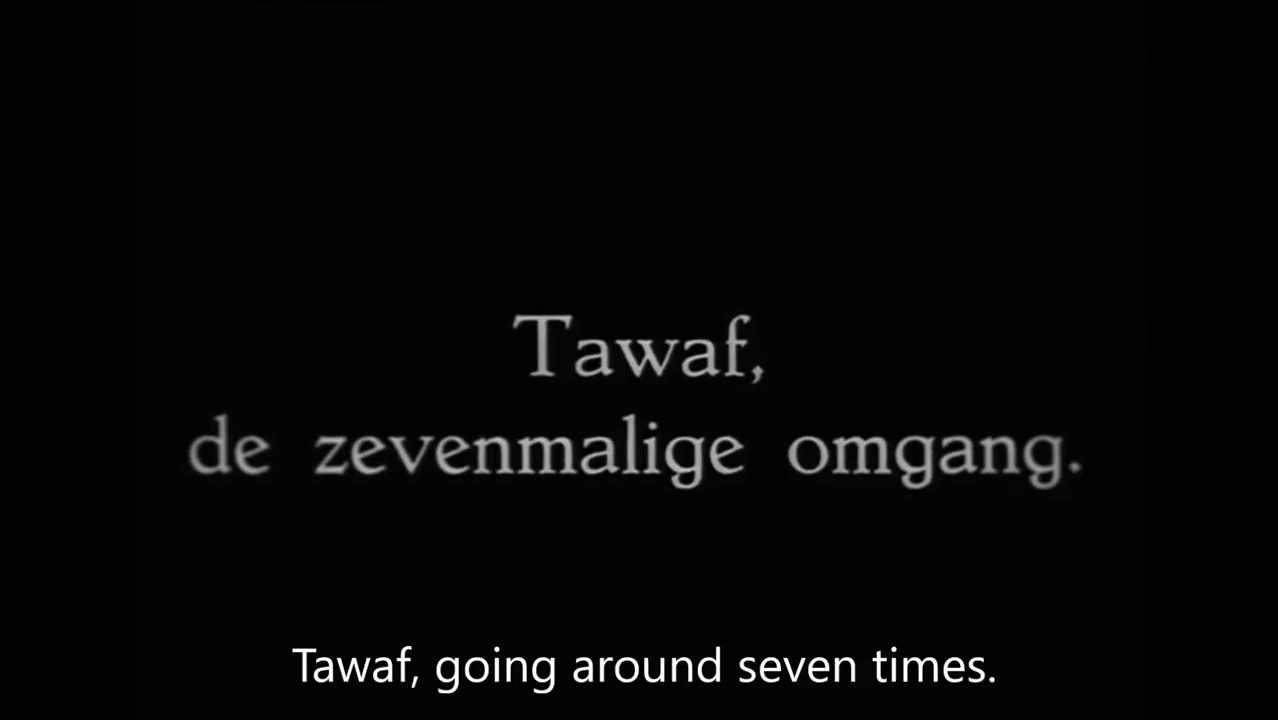 Tawaf,
de zevenmalige omgang.
Tawaf, going around seven times.